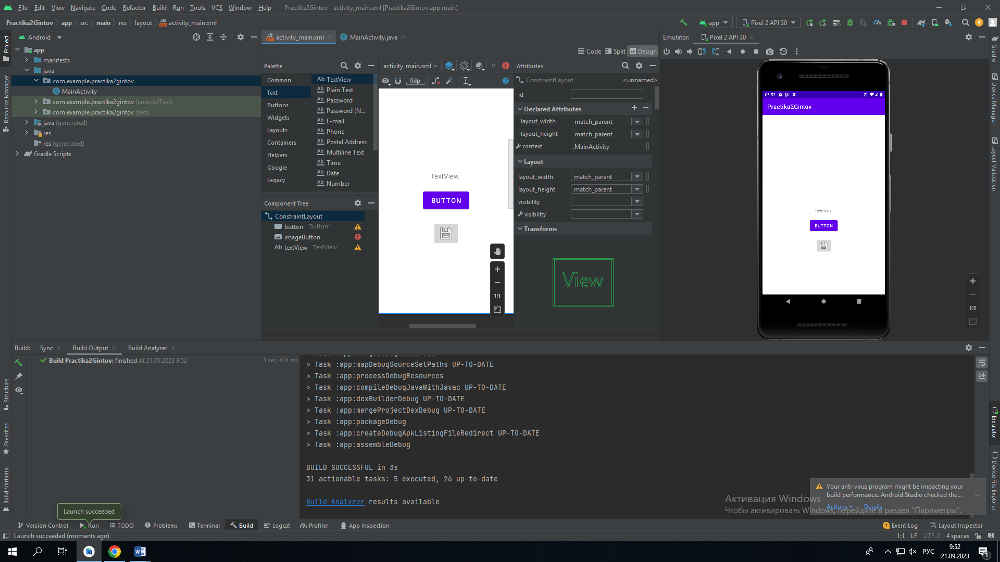 File Edit View Navigate Code Refactor Build Run Tools VCS Window Help Practika2Gintov - activity_main.xml [Practika2Gintov.app.main]
Practika2Gintov app src main res layout activity_main.xml
app Pixel 2 API 30
Project
Resource Manager
Structure
Favorites
Build Variants
Android
app
manifests
java
com.example.practika2gintov
MainActivity
com.example.practika2gintov (androidTest)
com.example.practika2gintov (test)
java (generated)
res
res (generated)
Gradle Scripts
activity_main.xml MainActivity.java
Code Split Design
Palette
Common
Text
Buttons
Widgets
Layouts
Containers
Helpers
Google
Legacy
Ab TextView
Ab Plain Text
Ab Password
Ab Password (N...
Ab E-mail
Ab Phone
Ab Postal Address
Ab Multiline Text
Ab Time
Ab Date
Ab Number
Component Tree
ConstraintLayout
button "Button"
imageButton
Ab textView "TextView"
activity_main.xml
0dp
TextView
BUTTON
1:1
Attributes
ConstraintLayout <unnamed>
id
Declared Attributes
layout_width match_parent
layout_height match_parent
context .MainActivity
Layout
layout_width match_parent
layout_height match_parent
visibility
visibility
Transforms
View
Emulator: Pixel 2 API 30
06:52
Practika2Gintov
TextView
BUTTON
1:1
Gradle
Device Manager
Layout Validation
Emulator
Device File Explorer
Build: Sync Build Output Build Analyzer
Build Practika2Gintov: finished At 21.09.2023 9:52 3 sec, 414 ms
> Task :app:mapDebugSourceSetPaths UP-TO-DATE
> Task :app:processDebugResources
> Task :app:compileDebugJavaWithJavac UP-TO-DATE
> Task :app:dexBuilderDebug UP-TO-DATE
> Task :app:mergeProjectDexDebug UP-TO-DATE
> Task :app:packageDebug
> Task :app:createDebugApkListingFileRedirect UP-TO-DATE
> Task :app:assembleDebug
BUILD SUCCESSFUL in 3s
31 actionable tasks: 5 executed, 26 up-to-date
Build Analyzer results available
Your anti-virus program might be impacting your
build performance. Android Studio checked the...
Actions Details
Активация Windows
Чтобы активировать Windows, перейдите в раздел "Параметры".
Launch succeeded
Version Control Run TODO Problems Terminal Build Logcat Profiler App Inspection 1 Event Log Layout Inspector
Launch succeeded (moments ago) 1:1 LF UTF-8 4 spaces
РУС
9:52
21.09.2023
1